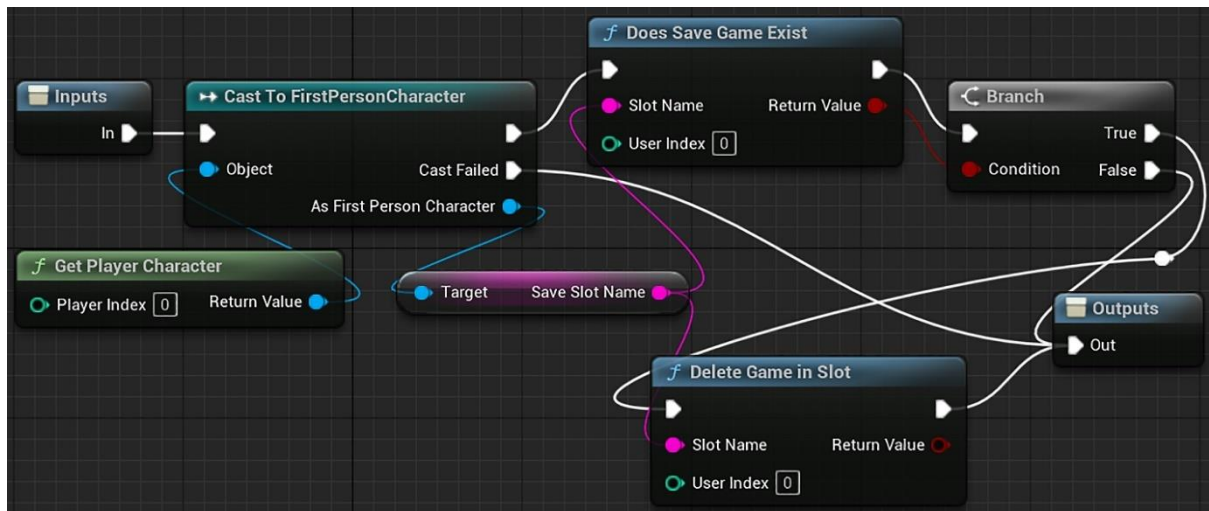 Inputs
In
Cast To FirstPersonCharacter
Object
Cast Failed
As First Person Character
Get Player Character
Player Index 0
Return Value
Target
Save Slot Name
f Does Save Game Exist
Slot Name
Return Value
User Index 0
Branch
True
Condition
False
f Delete Game in Slot
Slot Name
Return Value
User Index 0
Outputs
Out